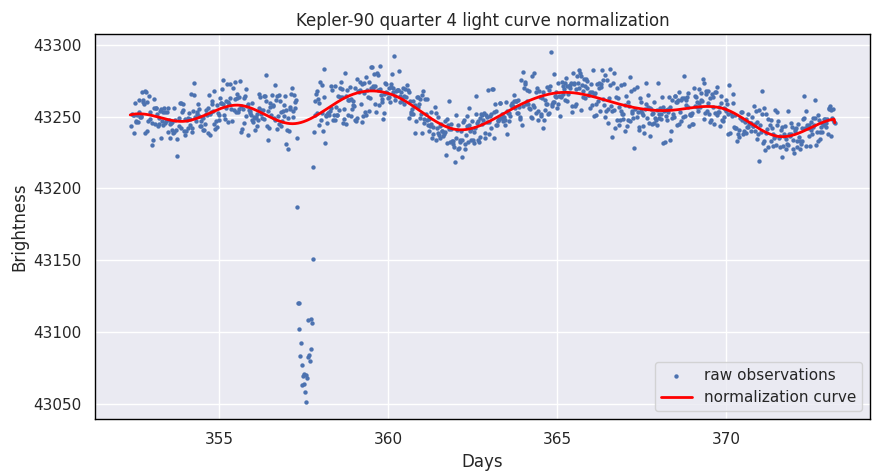 Kepler-90 quarter 4 light curve normalization
43300
43250
43200
43150
43100
43050
Brightness
355
360
365
370
Days
raw observations
normalization curve